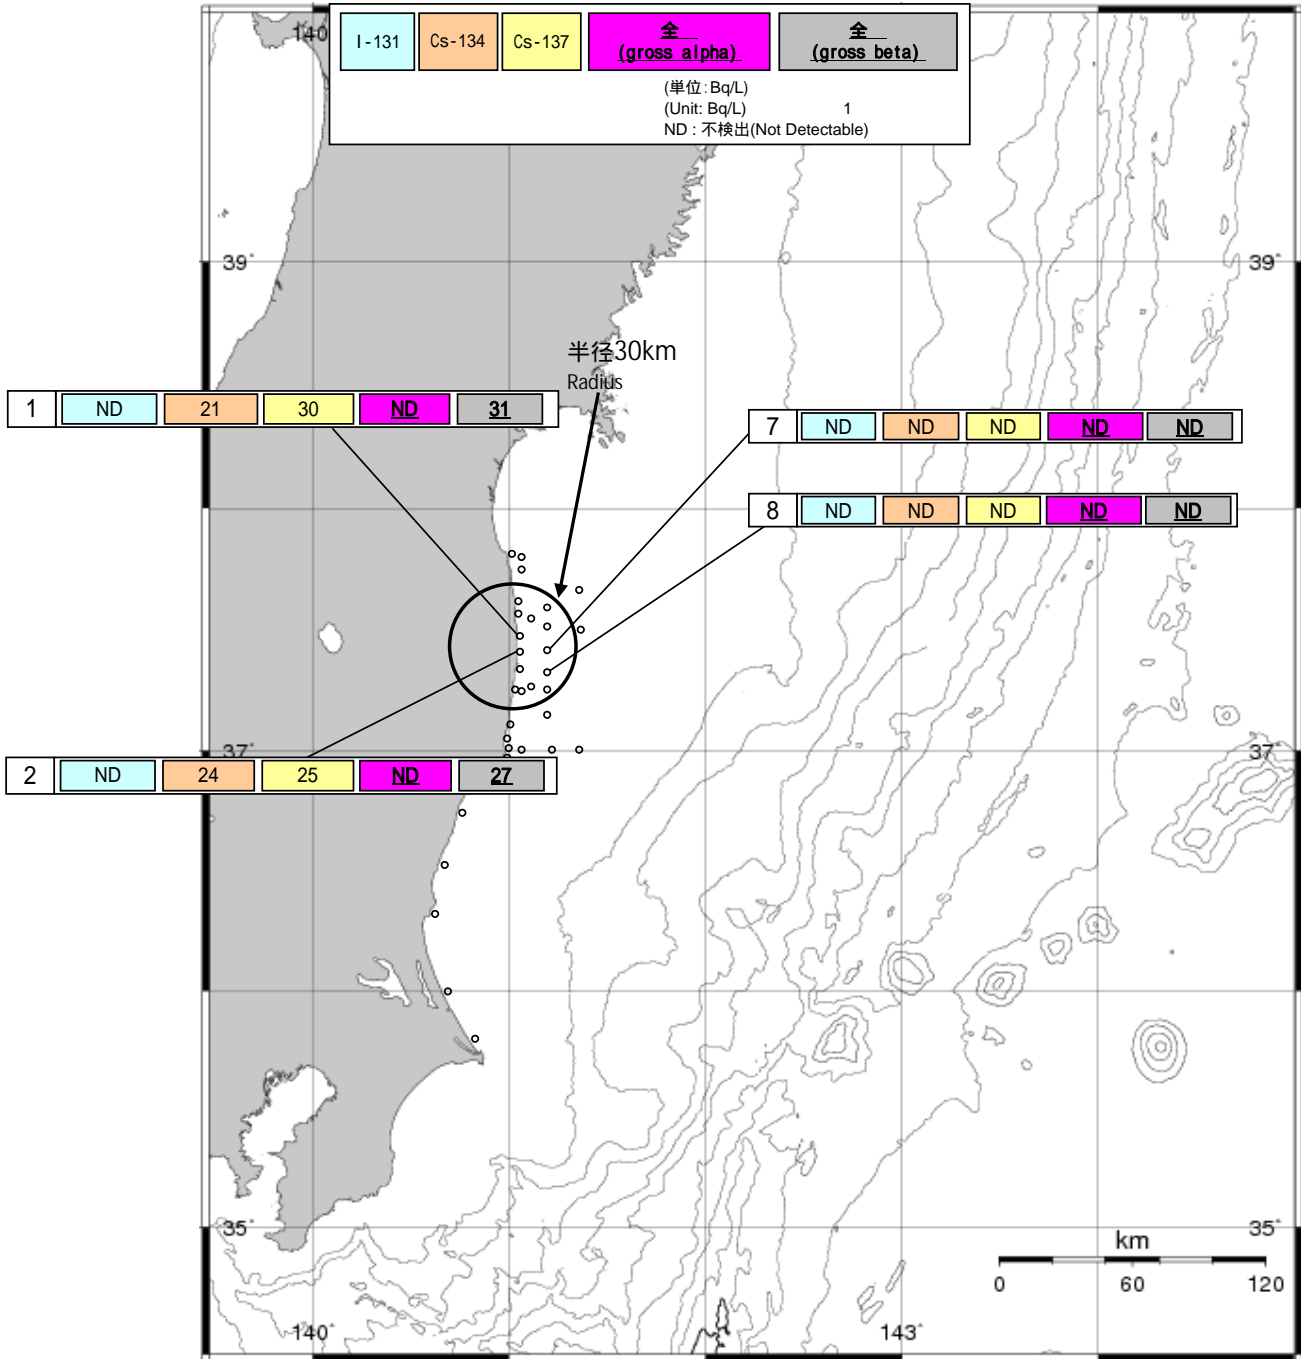 140
I-131 Cs-134 Cs-137 全 (gross alpha) 全 (gross beta)
(単位:Bq/L)
(Unit: Bq/L) 1
ND : 不検出(Not Detectable)
39° 39°
半径30km
Radius
1 ND 21 30 ND 31
7 ND ND ND ND ND
8 ND ND ND ND ND
37° 37°
2 ND 24 25 ND 27
35° 35°
km
0 60 120
140° 143°